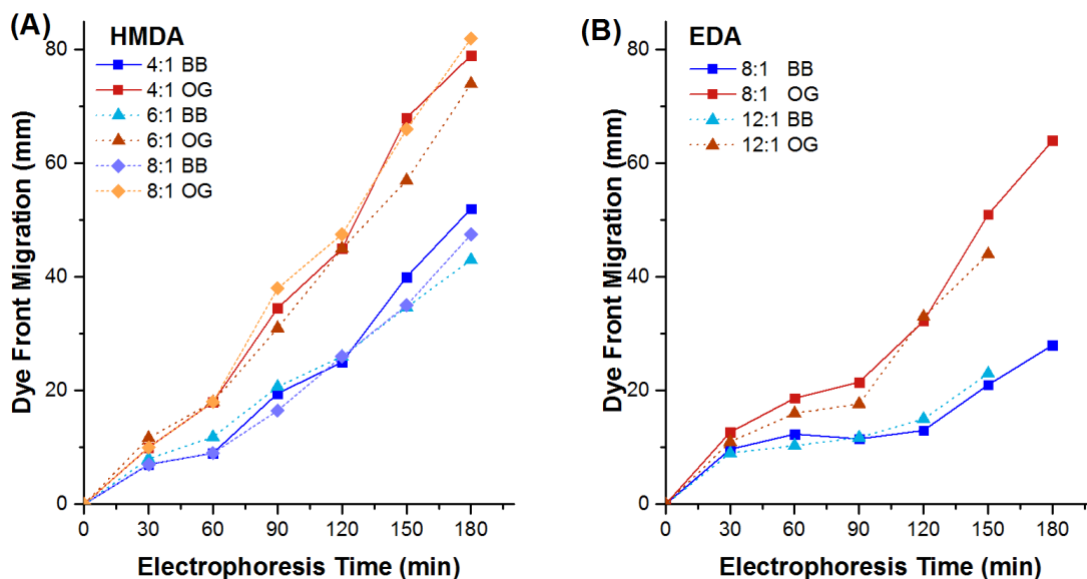 (A)
HMDA
4:1 BB
4:1 OG
6:1 BB
6:1 OG
8:1 BB
8:1 OG
Dye Front Migration (mm)
80
60
40
20
0
0 30 60 90 120 150 180
Electrophoresis Time (min)
(B)
EDA
8:1 BB
8:1 OG
12:1 BB
12:1 OG
Dye Front Migration (mm)
80
60
40
20
0
0 30 60 90 120 150 180
Electrophoresis Time (min)